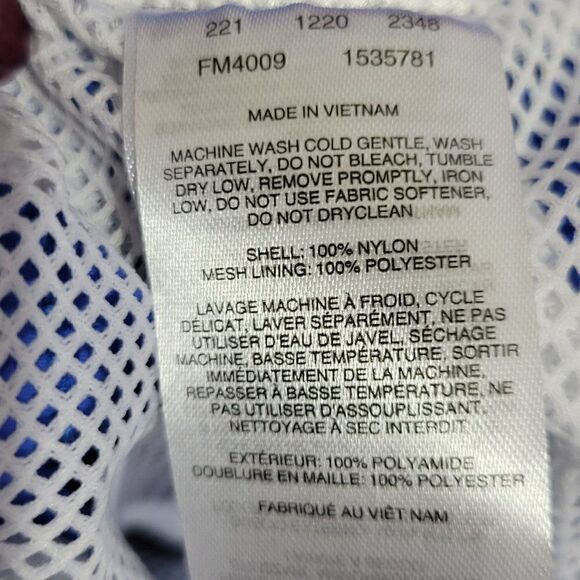 221 1220 2348
FM4009 1535781
MADE IN VIETNAM
MACHINE WASH COLD GENTLE, WASH
SEPARATELY, DO NOT BLEACH, TUMBLE
DRY LOW, REMOVE PROMPTLY, IRON
LOW, DO NOT USE FABRIC SOFTENER,
DO NOT DRYCLEAN
SHELL: 100% NYLON
MESH LINING: 100% POLYESTER
LAVAGE MACHINE À FROID, CYCLE
DÉLICAT, LAVER SÉPARÉMENT, NE PAS
UTILISER D'EAU DE JAVEL, SÉCHAGE
MACHINE, BASSE TEMPÉRATURE, SORTIR
IMMÉDIATEMENT DE LA MACHINE,
REPASSER À BASSE TEMPÉRATURE, NE
PAS UTILISER D'ASSOUPLISSANT,
NETTOYAGE À SEC INTERDIT
EXTÉRIEUR: 100% POLYAMIDE
DOUBLURE EN MAILLE: 100% POLYESTER
FABRIQUÉ AU VIÊT NAM